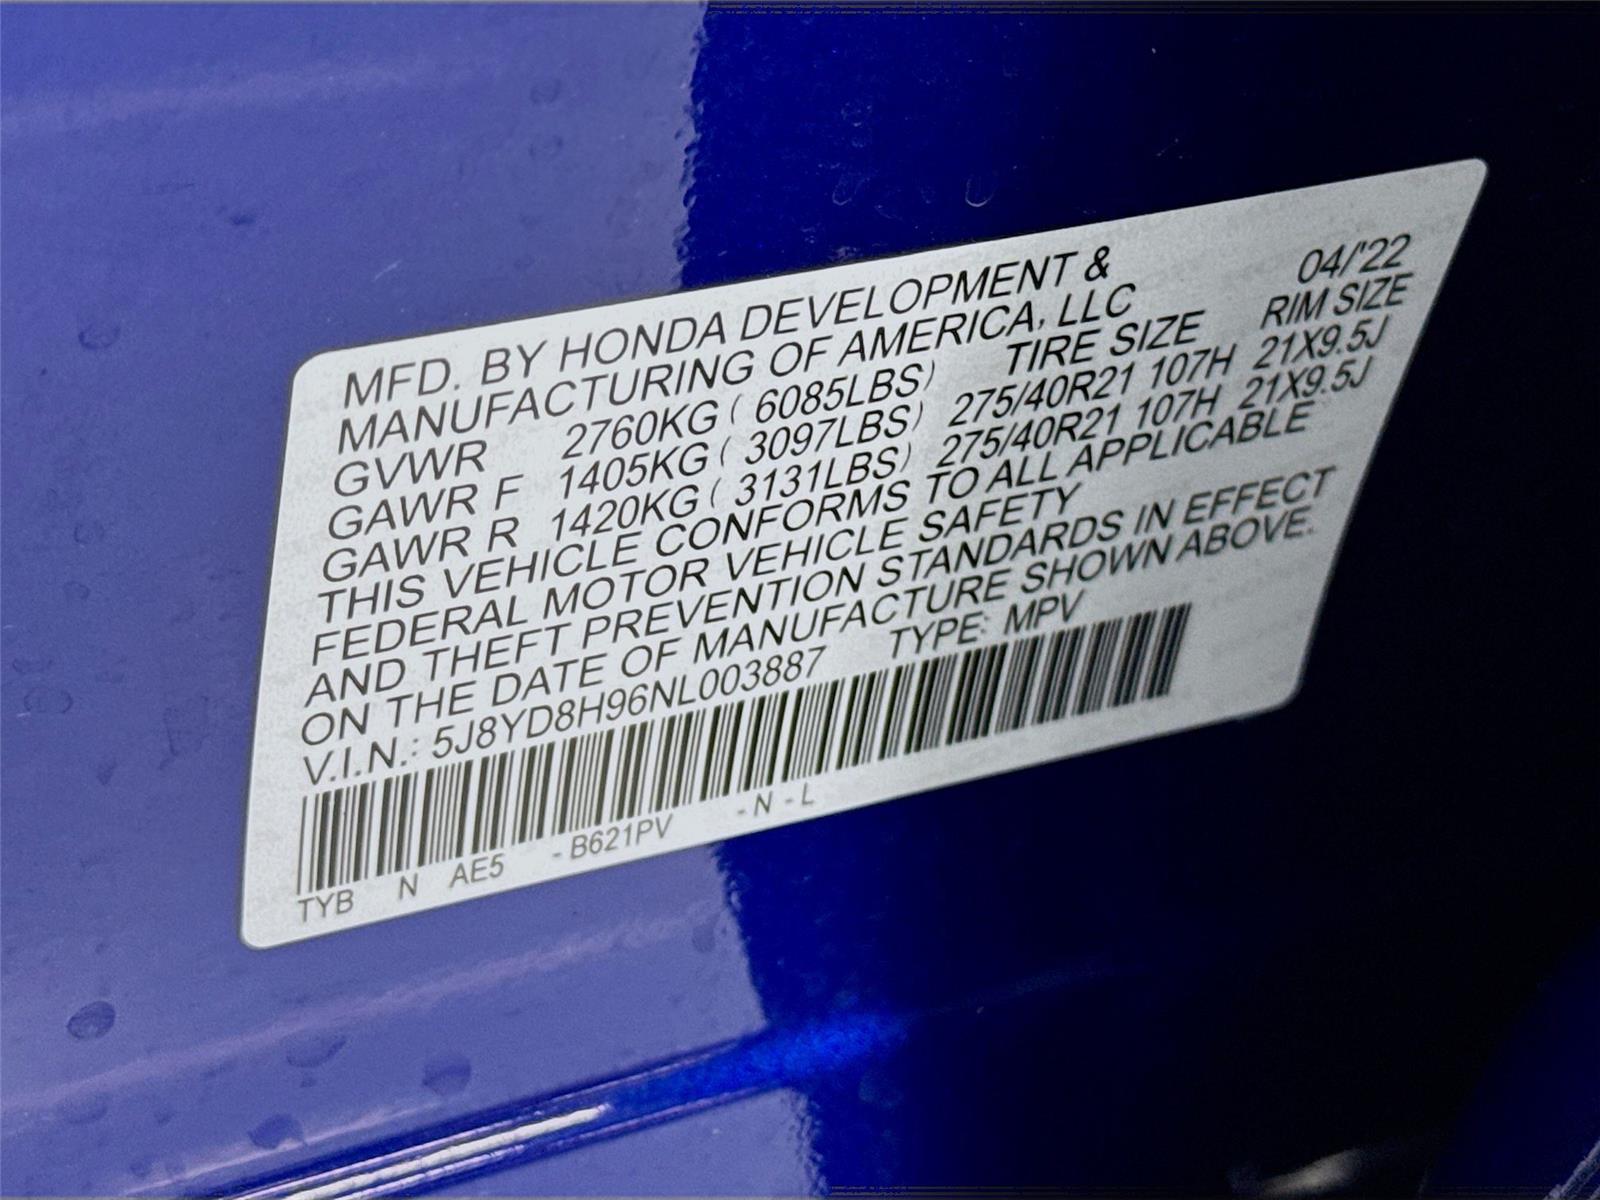 MFD. BY HONDA DEVELOPMENT & 04/'22
MANUFACTURING OF AMERICA, LLC RIM SIZE
GVWR 2760KG ( 6085LBS) TIRE SIZE
GAWR F 1405KG ( 3097LBS) 275/40R21 107H 21X9.5J
GAWR R 1420KG ( 3131LBS) 275/40R21 107H 21X9.5J
THIS VEHICLE CONFORMS TO ALL APPLICABLE
FEDERAL MOTOR VEHICLE SAFETY
AND THEFT PREVENTION STANDARDS IN EFFECT
ON THE DATE OF MANUFACTURE SHOWN ABOVE.
V.I.N.: 5J8YD8H96NL003887 TYPE: MPV
TYB N AE5 - B621PV - N - L